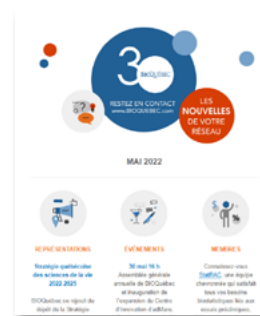 30
BIOQUÉBEC
RESTEZ EN CONTACT
www.BIOQUEBEC.com
LES
NOUVELLES
DE VOTRE
RÉSEAU
MAI 2022
REPRÉSENTATIONS
Stratégie québécoise
des sciences de la vie
2022-2025
BIOQuébec se réjouit du
dépôt de la Stratégie
ÉVÉNEMENTS
30 mai 16 h
Assemblée générale
annuelle de BIOQuébec
et inauguration de
l'expansion du Centre
d'innovation d'adMare.
MEMBRES
Connaissez-vous
StatRAC, une équipe
chevronnée qui satisfait
tous vos besoins
biostatistiques liés aux
essais précliniques,